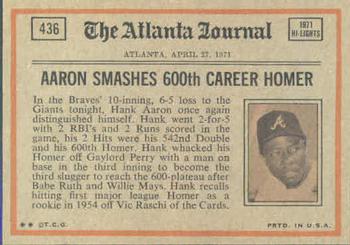 436
The Atlanta Journal
1971
HI-LIGHTS
ATLANTA, APRIL 27, 1971
AARON SMASHES 600th CAREER HOMER
In the Braves' 10-inning, 6-5 loss to the
Giants tonight, Hank Aaron once again
distinguished himself. Hank went 2-for-5
with 2 RBI's and 2 Runs scored in the
game, his 2 Hits were his 542nd Double
and his 600th Homer. Hank whacked his
Homer off Gaylord Perry with a man on
base in the third inning to become the
third slugger to reach the 600-plateau after
Babe Ruth and Willie Mays. Hank recalls
hitting first major league Homer as a
rookie in 1954 off Vic Raschi of the Cards.
A
** ©T.C.G.
PRTD. IN U.S.A.